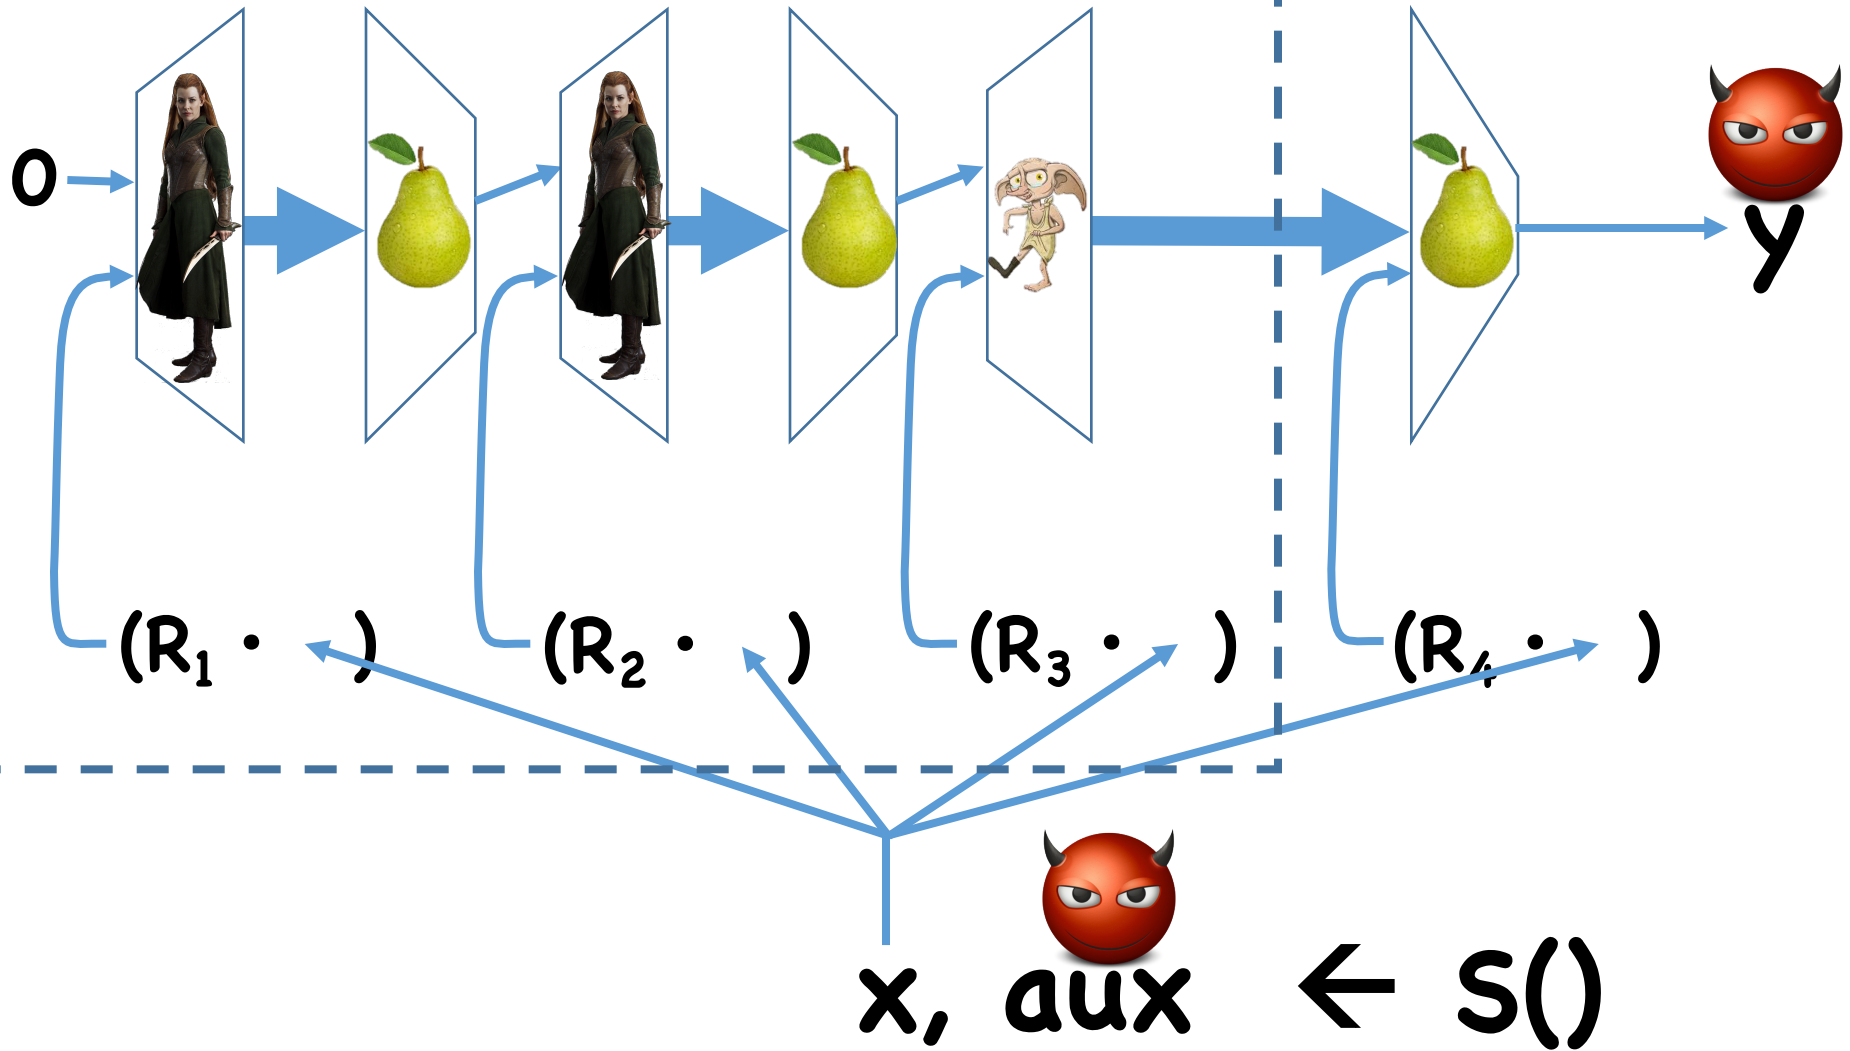 0
y
(R1 · ) (R2 · ) (R3 · ) (R4 · )
x, aux ← S()